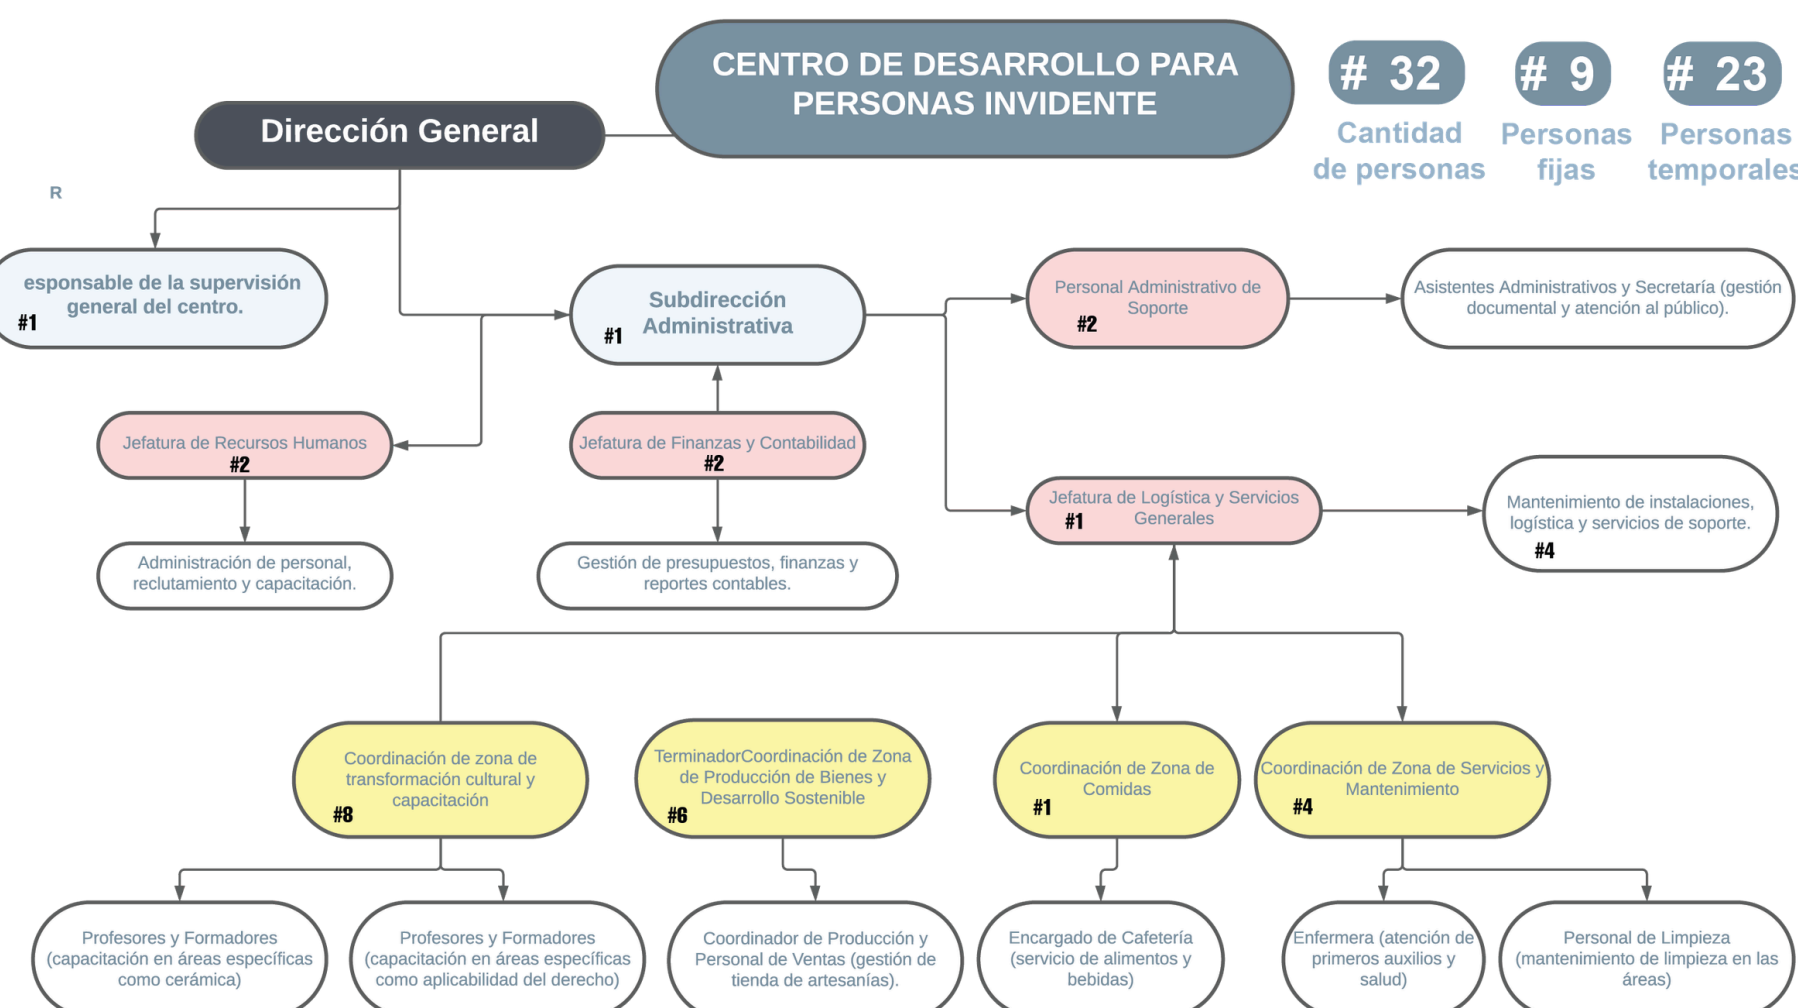 CENTRO DE DESARROLLO PARA
PERSONAS INVIDENTE
# 32
# 9
# 23
Cantidad
de personas
Personas
fijas
Personas
temporales
Dirección General
R
esponsable de la supervisión
general del centro.
#1
Subdirección
Administrativa
#1
Personal Administrativo de
Soporte
#2
Asistentes Administrativos y Secretaría (gestión
documental y atención al público).
Jefatura de Recursos Humanos
#2
Jefatura de Finanzas y Contabilidad
#2
Jefatura de Logística y Servicios
Generales
#1
Mantenimiento de instalaciones,
logística y servicios de soporte.
#4
Administración de personal,
reclutamiento y capacitación.
Gestión de presupuestos, finanzas y
reportes contables.
Coordinación de zona de
transformación cultural y
capacitación
#8
TerminadorCoordinación de Zona
de Producción de Bienes y
Desarrollo Sostenible
#6
Coordinación de Zona de
Comidas
#1
Coordinación de Zona de Servicios y
Mantenimiento
#4
Profesores y Formadores
(capacitación en áreas específicas
como cerámica)
Profesores y Formadores
(capacitación en áreas específicas
como aplicabilidad del derecho)
Coordinador de Producción y
Personal de Ventas (gestión de
tienda de artesanías).
Encargado de Cafetería
(servicio de alimentos y
bebidas)
Enfermera (atención de
primeros auxilios y
salud)
Personal de Limpieza
(mantenimiento de limpieza en las
áreas)